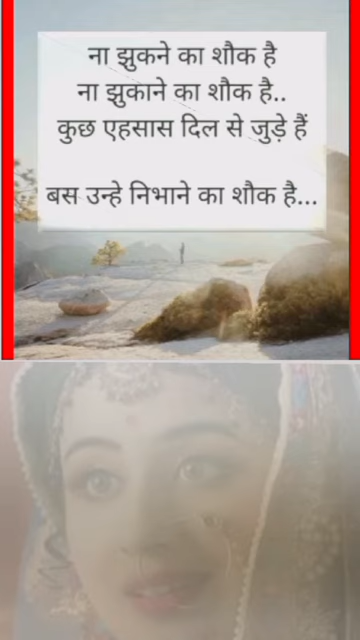 ना झुकने का शौक है
ना झुकाने का शौक है..
कुछ एहसास दिल से जुड़े हैं
बस उन्हे निभाने का शौक है...